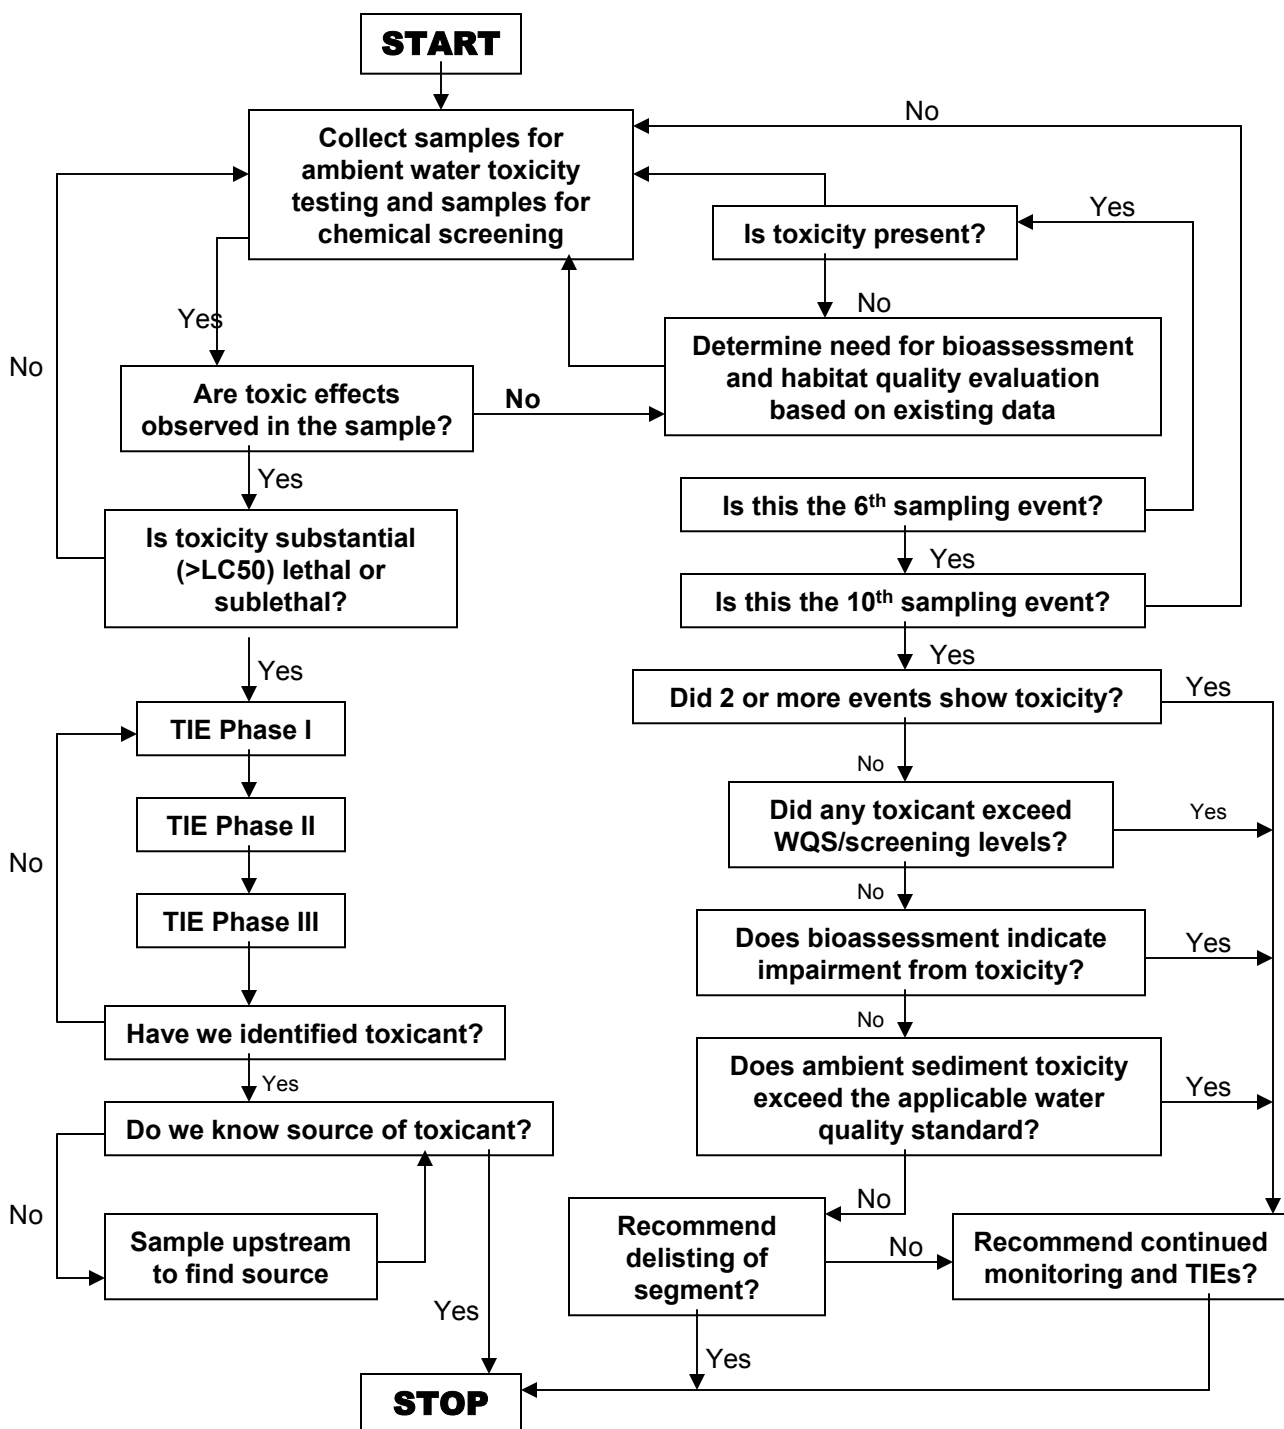 START
No
Collect samples for
ambient water toxicity
testing and samples for
chemical screening
Yes
Is toxicity present?
Yes
No
No
Determine need for bioassessment
and habitat quality evaluation
based on existing data
Are toxic effects
observed in the sample?
No
Yes
Is this the 6th sampling event?
Is toxicity substantial
(>LC50) lethal or
sublethal?
Yes
Is this the 10th sampling event?
Yes
Yes
Did 2 or more events show toxicity?
Yes
TIE Phase I
No
Did any toxicant exceed
WQS/screening levels?
Yes
TIE Phase II
No
No
TIE Phase III
Does bioassessment indicate
impairment from toxicity?
Yes
No
Have we identified toxicant?
Yes
Does ambient sediment toxicity
exceed the applicable water
quality standard?
Yes
Do we know source of toxicant?
No
No
Sample upstream
to find source
Recommend
delisting of
segment?
No
Recommend continued
monitoring and TIEs?
Yes
Yes
STOP